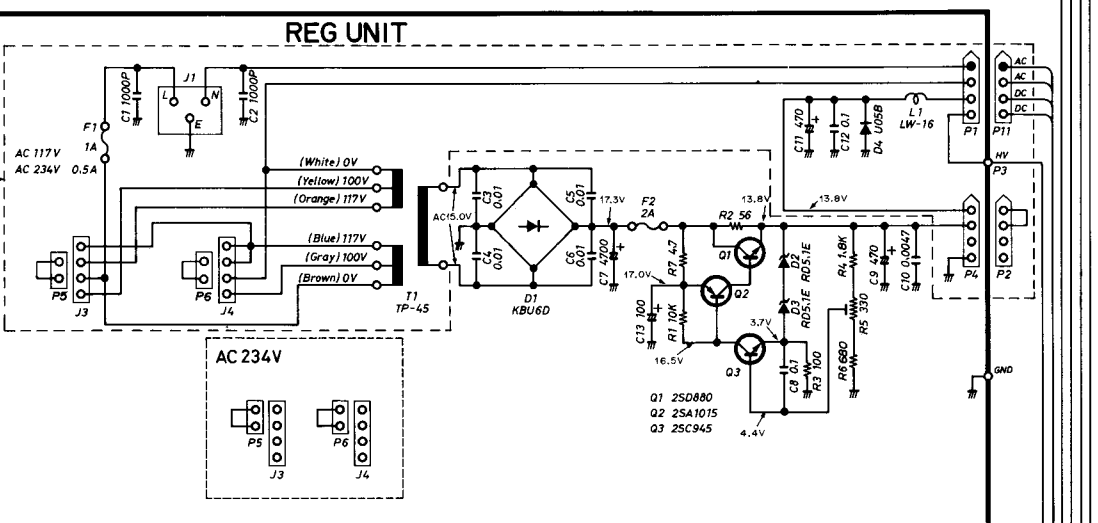 REG UNIT
J1
L
N
E
C1 1000P
C2 1000P
F1
1A
AC 117V
AC 234V 0.5A
(White) 0V
(Yellow) 100V
(Orange) 117V
(Blue) 117V
(Gray) 100V
(Brown) 0V
P5
J3
P6
J4
T1
TP-45
AC15.0V
C3
0.01
C4
0.01
C5
0.01
C6
0.01
D1
KBU6D
17.3V
C7 4700
F2
2A
R7 4.7
17.0V
C13 100
R1 10K
16.5V
R2 56
13.8V
Q1
Q2
Q3
3.7V
4.4V
D2
RD5.1E
D3
RD5.1E
C8 0.1
R3 100
R4 1.8K
R5 330
R6 680
C9 470
C10 0.0047
13.8V
C11 470
C12 0.1
D4 U05B
L1
LW-16
P1
P11
AC
AC
DC
DC
HV
P3
P4
P2
GND
Q1 2SD880
Q2 2SA1015
Q3 2SC945
AC 234V
P5
J3
P6
J4